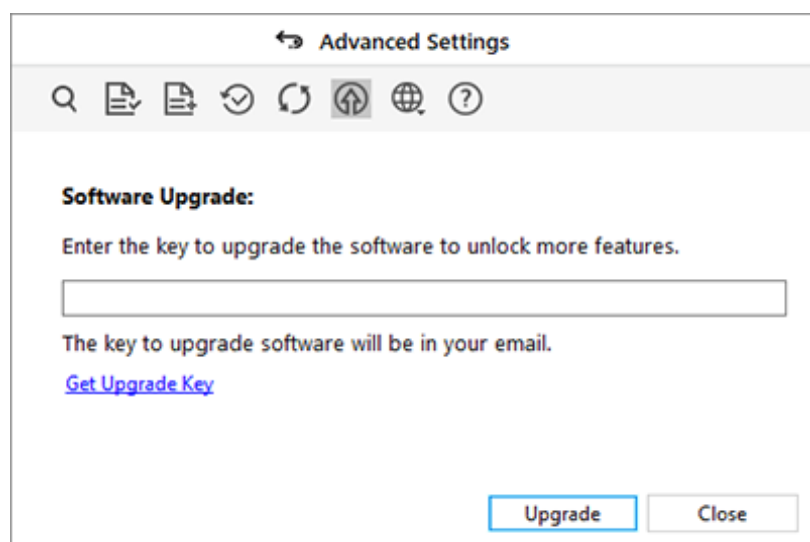 Advanced Settings
?
Software Upgrade:
Enter the key to upgrade the software to unlock more features.
The key to upgrade software will be in your email.
Get Upgrade Key
Upgrade Close